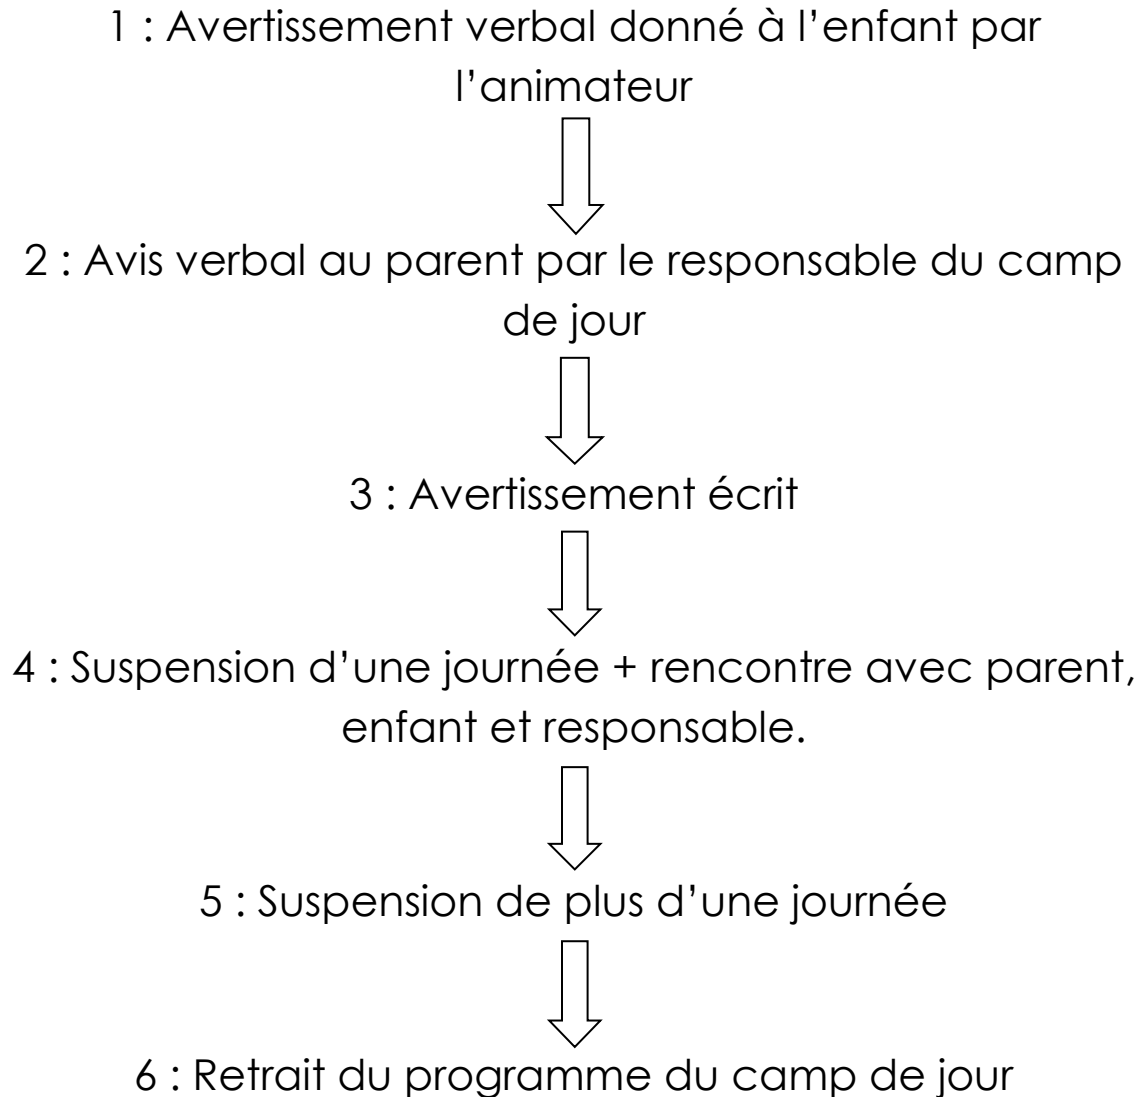 1 : Avertissement verbal donné à l’enfant par
l’animateur
2 : Avis verbal au parent par le responsable du camp
de jour
3 : Avertissement écrit
4 : Suspension d’une journée + rencontre avec parent,
enfant et responsable.
5 : Suspension de plus d’une journée
6 : Retrait du programme du camp de jour